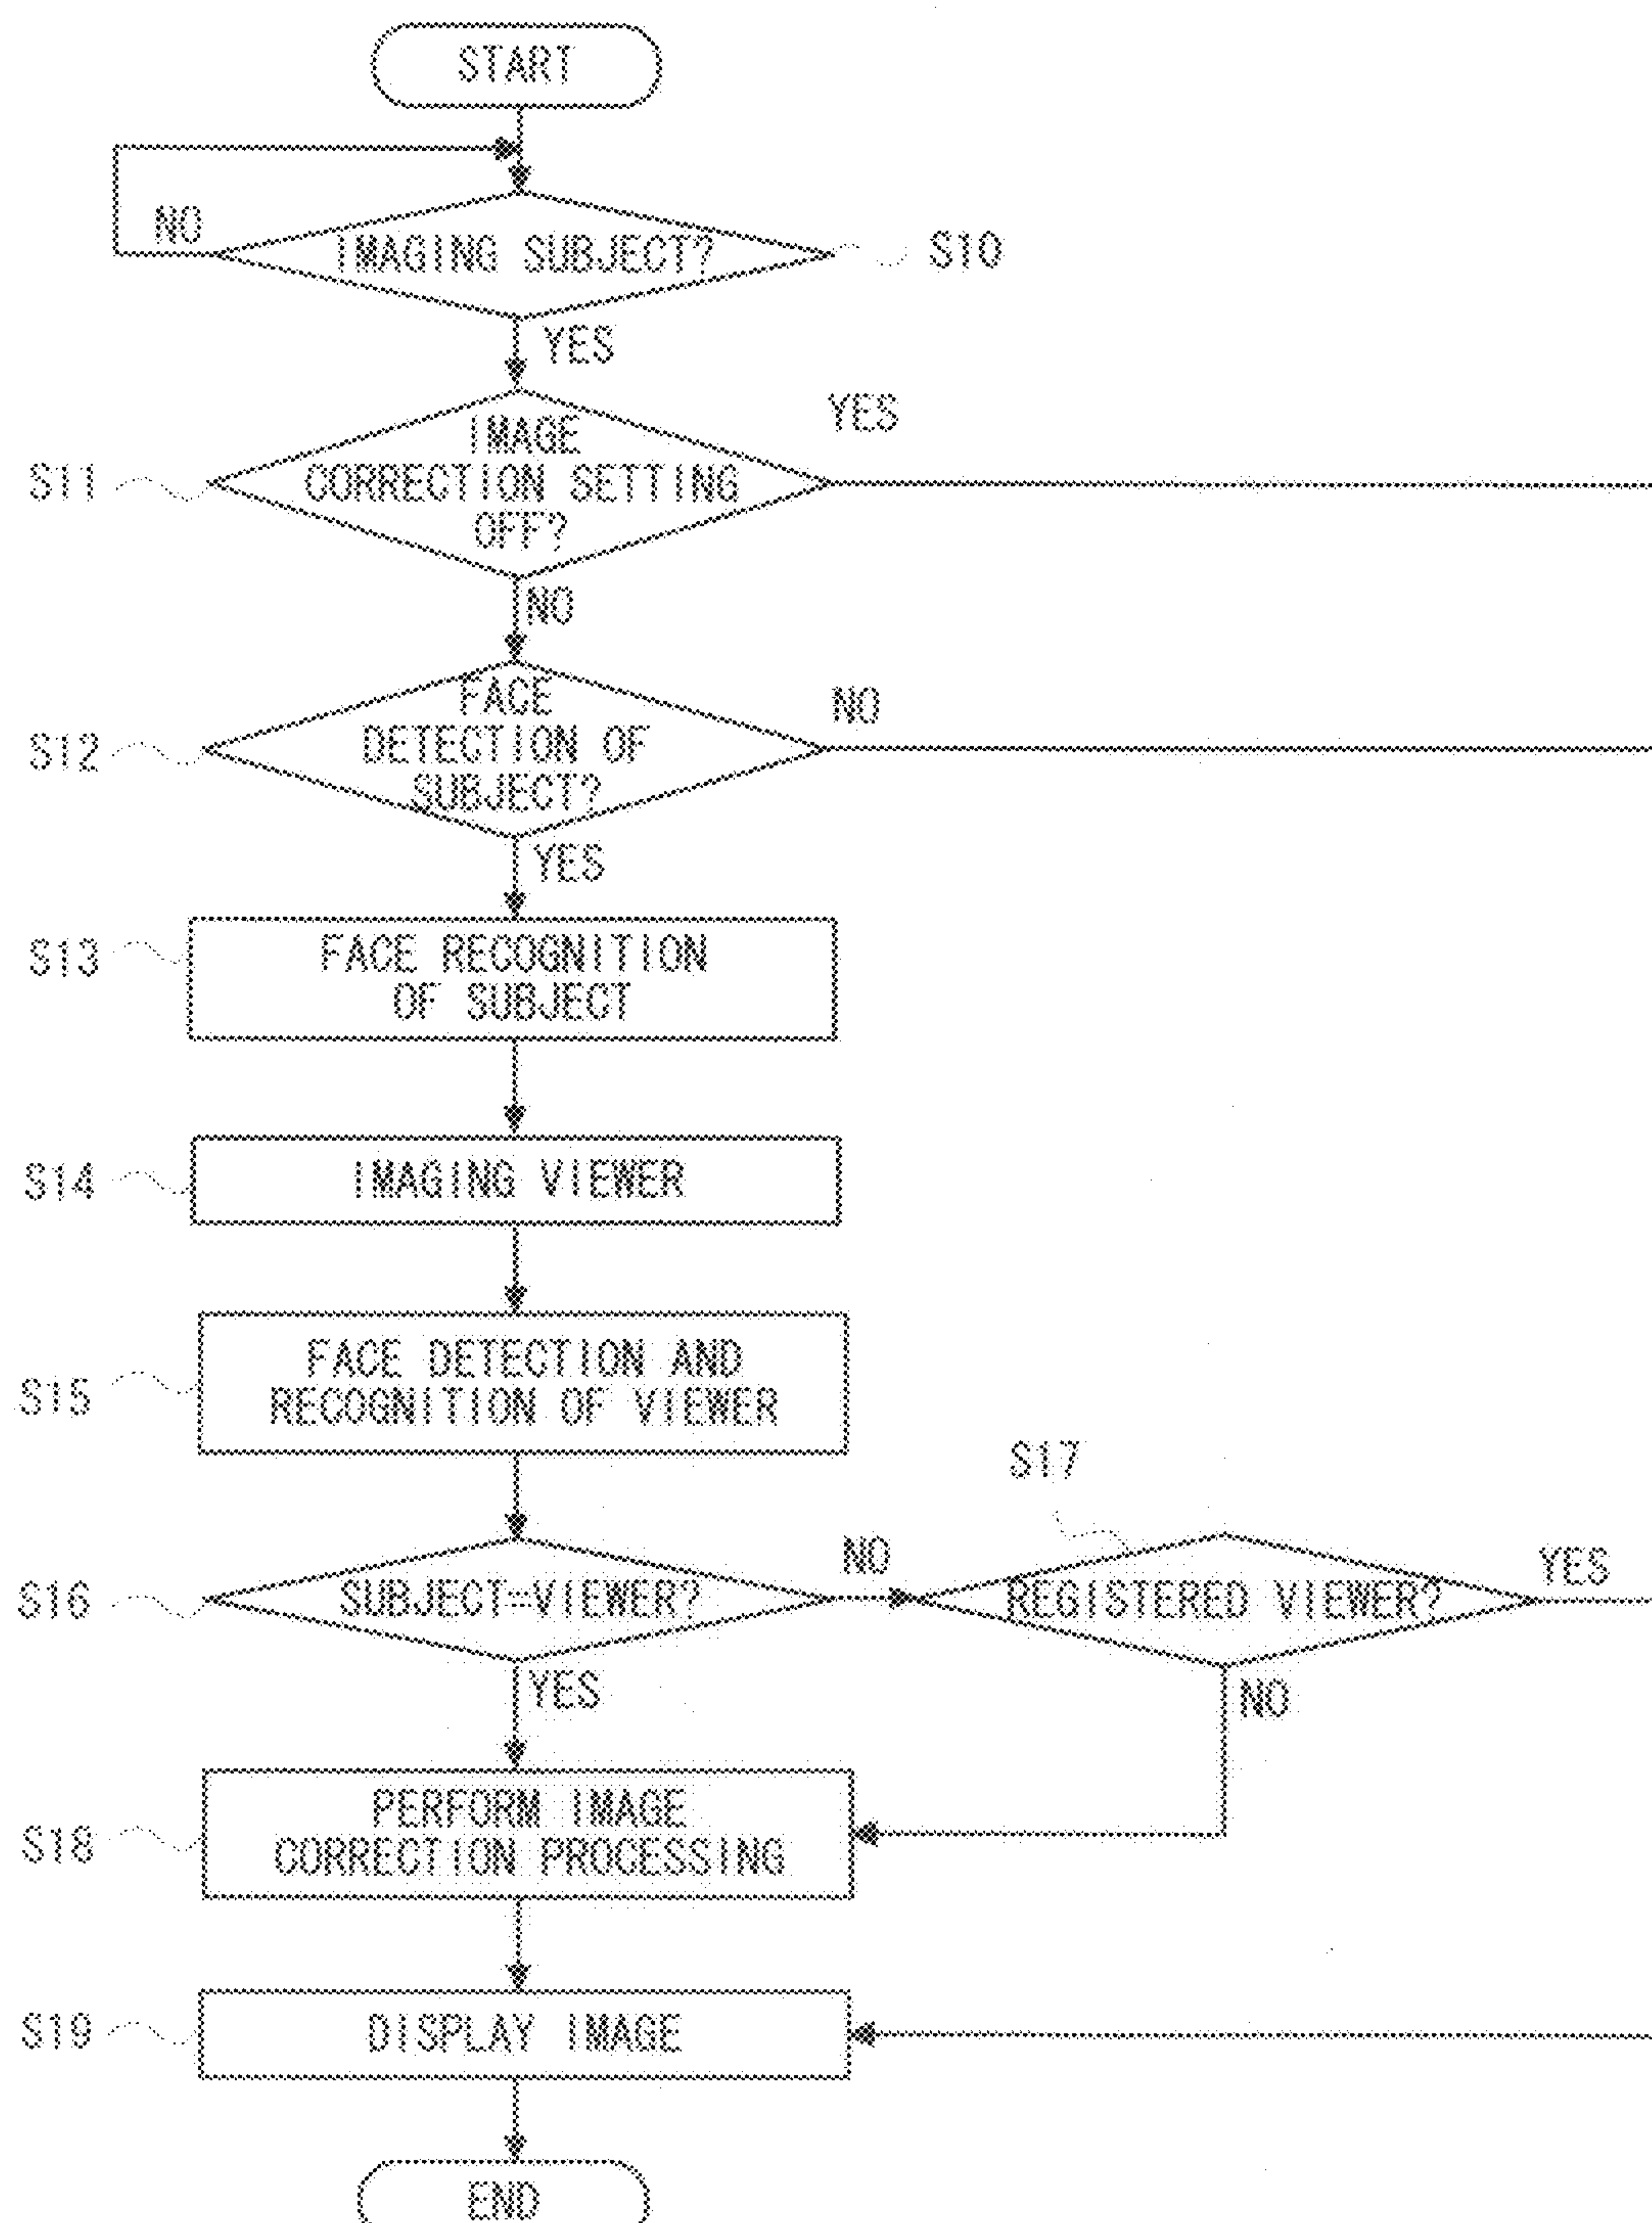 START
NO
IMAGING SUBJECT?
S10
YES
IMAGE
CORRECTION SETTING
OFF?
S11
YES
NO
FACE
DETECTION OF
SUBJECT?
S12
NO
YES
S13
FACE RECOGNITION
OF SUBJECT
S14
IMAGING VIEWER
S15
FACE DETECTION AND
RECOGNITION OF VIEWER
S16
SUBJECT=VIEWER?
NO
S17
REGISTERED VIEWER?
YES
YES
NO
S18
PERFORM IMAGE
CORRECTION PROCESSING
S19
DISPLAY IMAGE
END